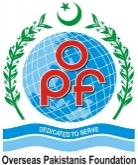 OPF
DEDICATED TO SERVE
Overseas Pakistanis Foundation